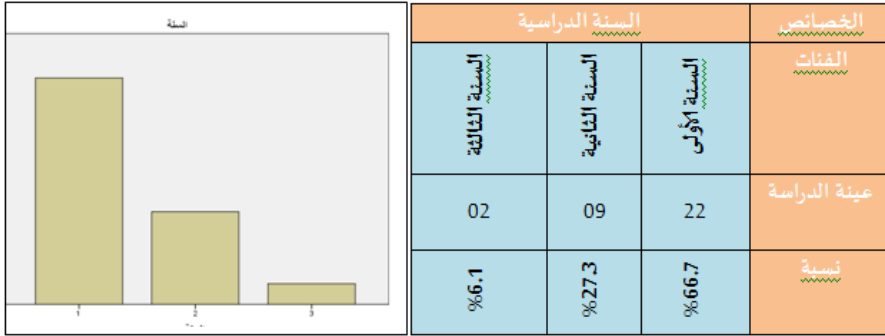 السنة
1 2 3
الخصائص السنة الدراسية
الفئات السنة الأولى السنة الثانية السنة الثالثة
عينة الدراسة 22 09 02
نسبة %66.7 %27.3 %6.1